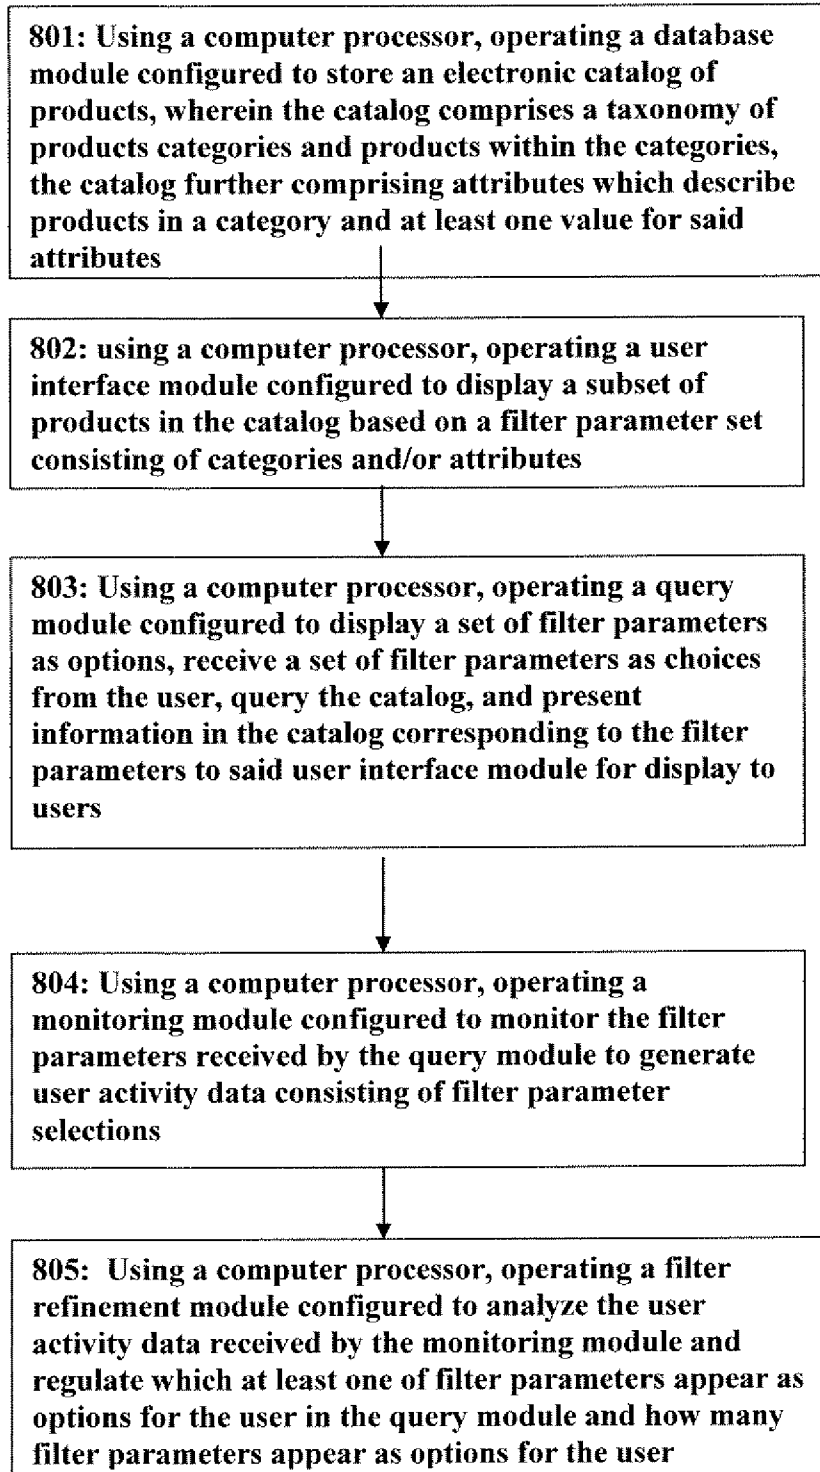 801: Using a computer processor, operating a database
module configured to store an electronic catalog of
products, wherein the catalog comprises a taxonomy of
products categories and products within the categories,
the catalog further comprising attributes which describe
products in a category and at least one value for said
attributes
802: using a computer processor, operating a user
interface module configured to display a subset of
products in the catalog based on a filter parameter set
consisting of categories and/or attributes
803: Using a computer processor, operating a query
module configured to display a set of filter parameters
as options, receive a set of filter parameters as choices
from the user, query the catalog, and present
information in the catalog corresponding to the filter
parameters to said user interface module for display to
users
804: Using a computer processor, operating a
monitoring module configured to monitor the filter
parameters received by the query module to generate
user activity data consisting of filter parameter
selections
805: Using a computer processor, operating a filter
refinement module configured to analyze the user
activity data received by the monitoring module and
regulate which at least one of filter parameters appear as
options for the user in the query module and how many
filter parameters appear as options for the user